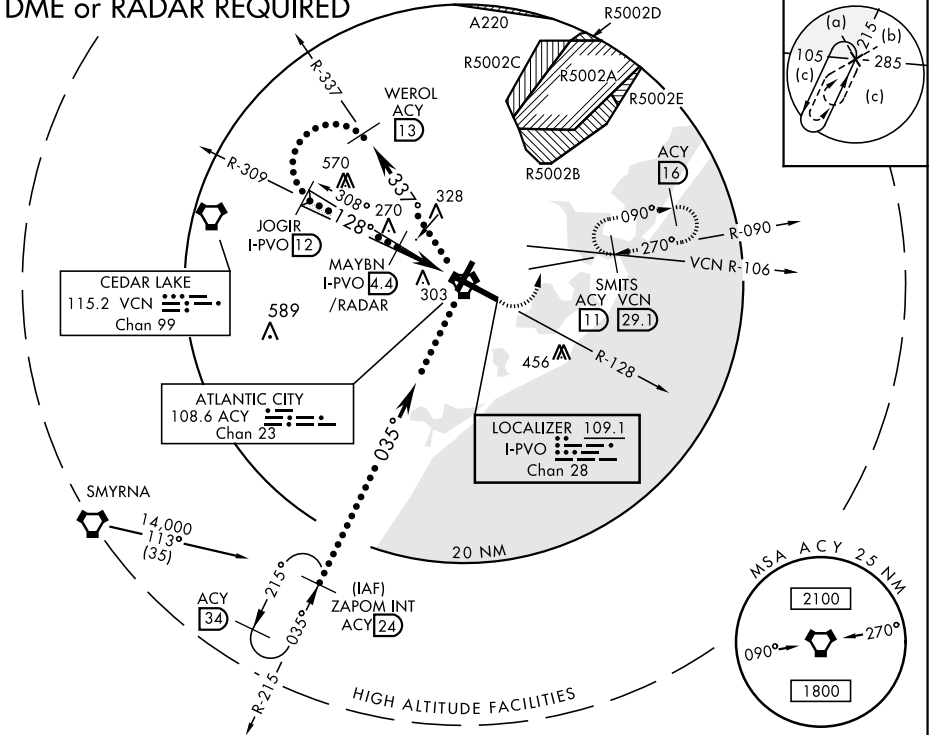 DME or RADAR REQUIRED
A220
R5002D
R5002C
R5002A
R5002E
R5002B
(a)
215
(b)
105
285
(c)
(c)
R-337
WEROL
ACY
13
R-309
570
308°
337°
328
128°
270
JOGIR
I-PVO 12
MAYBN
I-PVO 4.4
/RADAR
303
ACY
16
090°
270°
R-090
VCN R-106
SMITS
ACY VCN
11 29.1
CEDAR LAKE
115.2 VCN
Chan 99
589
456
R-128
ATLANTIC CITY
108.6 ACY
Chan 23
LOCALIZER 109.1
I-PVO
Chan 28
035°
SMYRNA
14,000
113°
(35)
20 NM
215°
(IAF)
ZAPOM INT
ACY 24
ACY
34
035°
R-215
HIGH ALTITUDE FACILITIES
MSA ACY 25 NM
2100
090°
270°
1800